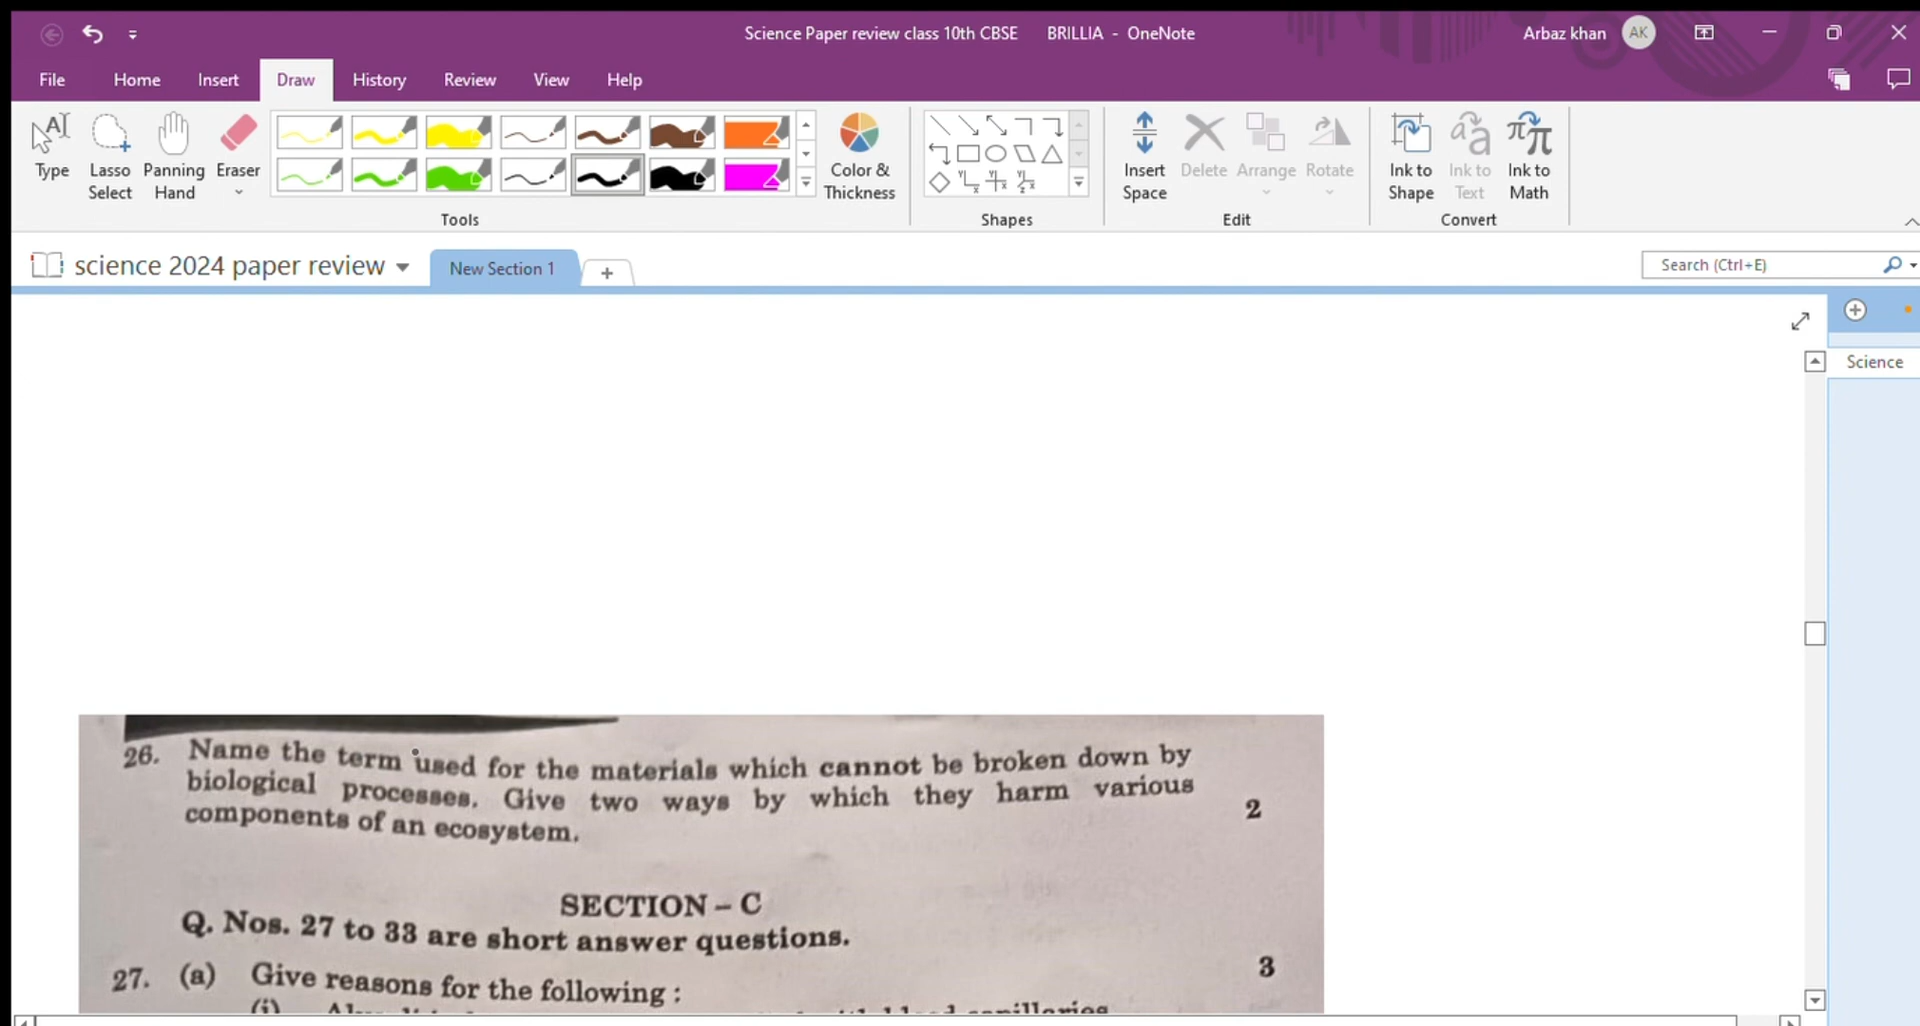 Science Paper review class 10th CBSE BRILLIA - OneNote
Arbaz khan AK
File Home Insert Draw History Review View Help
Type
Lasso Select
Panning Hand
Eraser
Color & Thickness
Insert Space
Delete
Arrange
Rotate
Ink to Shape
Ink to Text
Ink to Math
Tools
Shapes
Edit
Convert
science 2024 paper review
New Section 1
Search (Ctrl+E)
Science
26. Name the term used for the materials which cannot be broken down by
biological processes. Give two ways by which they harm various
components of an ecosystem. 2
SECTION – C
Q. Nos. 27 to 33 are short answer questions.
27. (a) Give reasons for the following : 3
(i) capillaries